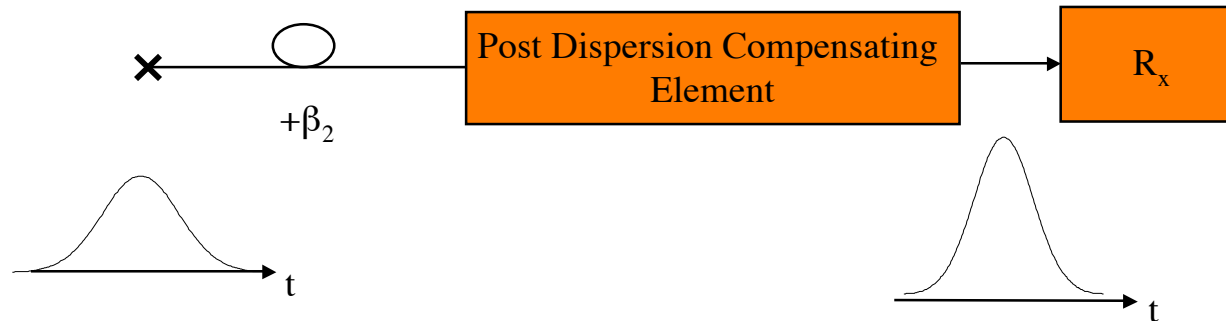 Post Dispersion Compensating
Element
Rₓ
+β₂
t
t